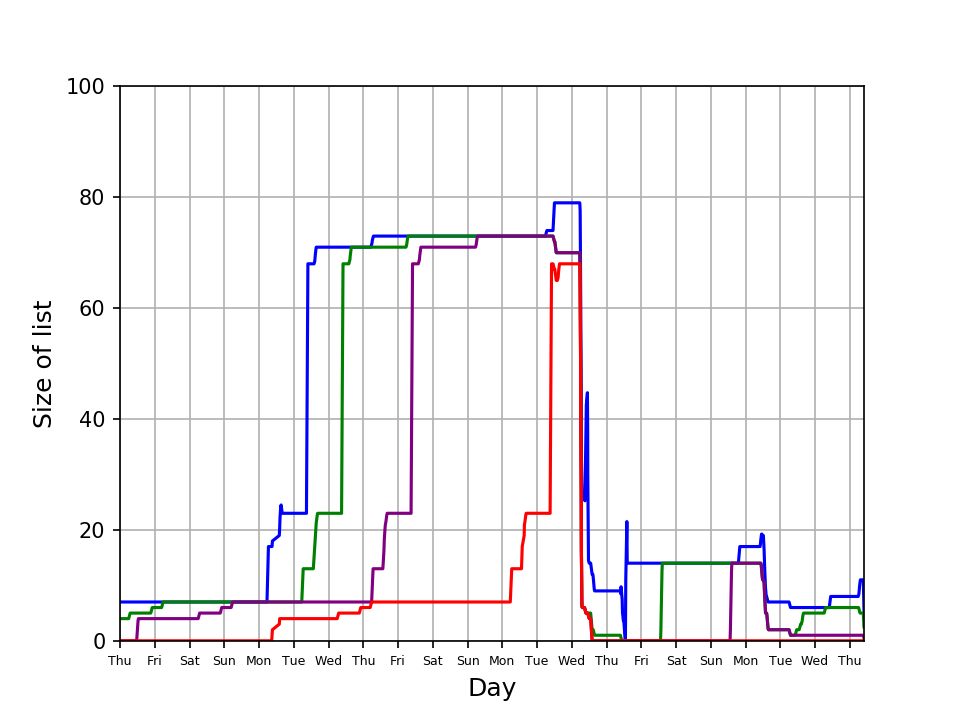 100
80
60
40
20
0
Size of list
Thu Fri Sat Sun Mon Tue Wed Thu Fri Sat Sun Mon Tue Wed Thu Fri Sat Sun Mon Tue Wed Thu
Day